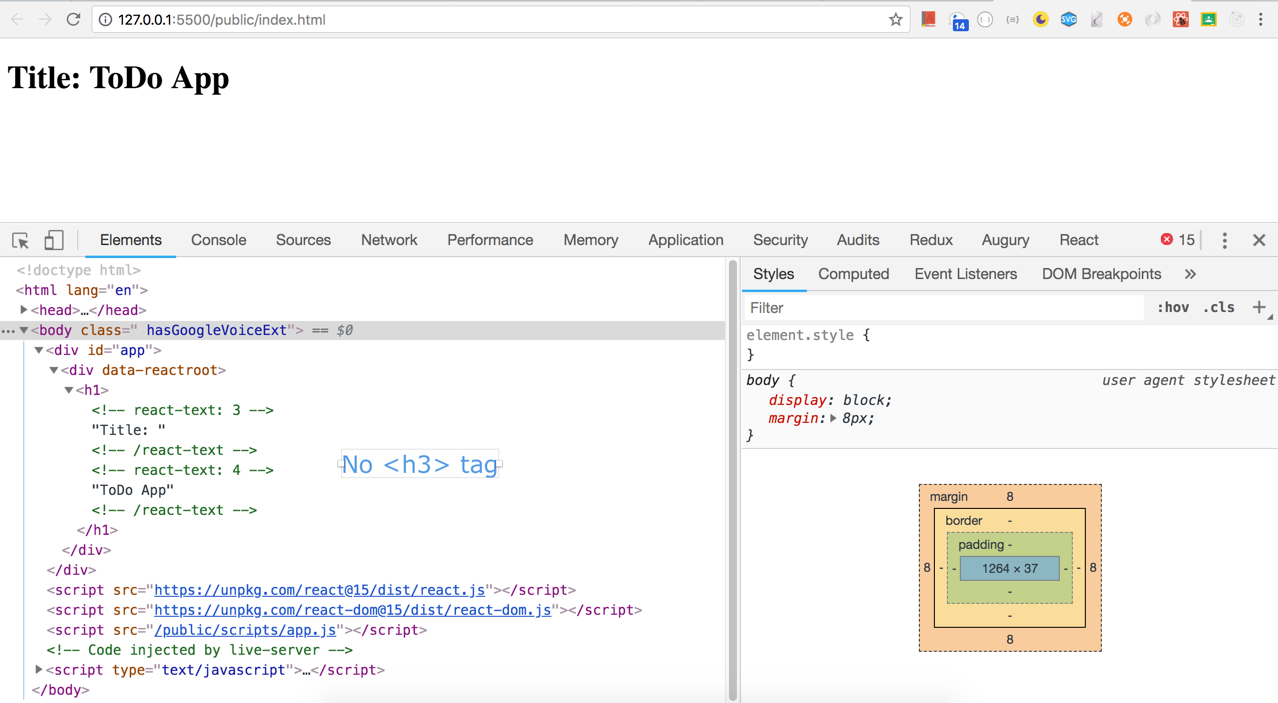 127.0.0.1:5500/public/index.html
14
SVG
Title: ToDo App
Elements Console Sources Network Performance Memory Application Security Audits Redux Augury React 15
<!doctype html>
<html lang="en">
<head>…</head>
<body class=" hasGoogleVoiceExt"> == $0
<div id="app">
<div data-reactroot>
<h1>
<!-- react-text: 3 -->
"Title: "
<!-- /react-text -->
<!-- react-text: 4 -->
"ToDo App"
<!-- /react-text -->
</h1>
</div>
</div>
<script src="https://unpkg.com/react@15/dist/react.js"></script>
<script src="https://unpkg.com/react-dom@15/dist/react-dom.js"></script>
<script src="/public/scripts/app.js"></script>
<!-- Code injected by live-server -->
<script type="text/javascript">…</script>
</body>
No <h3> tag
Styles Computed Event Listeners DOM Breakpoints »
Filter :hov .cls +
element.style {
}
body { user agent stylesheet
display: block;
margin: 8px;
}
margin 8
border -
padding -
8 - - 1264 × 37 - - 8
-
-
8